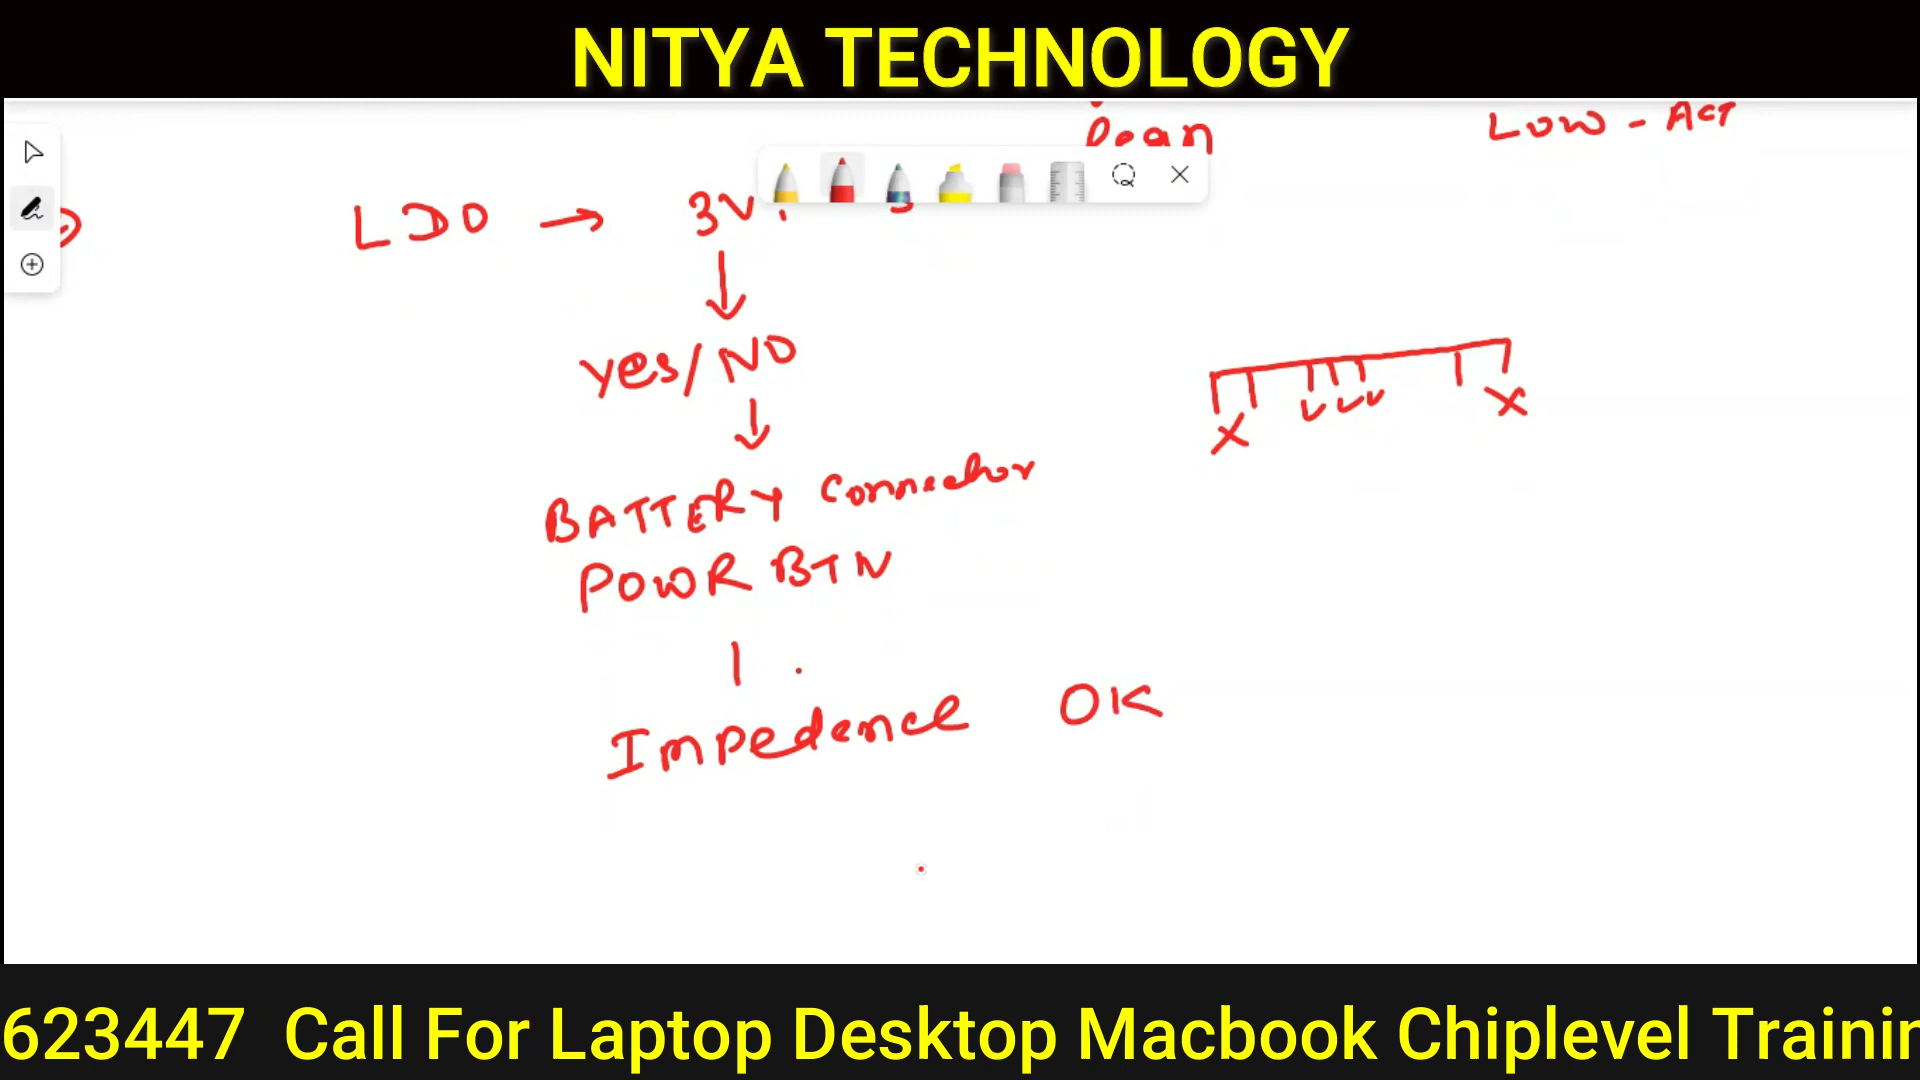 NITYA TECHNOLOGY
LOW - ACT
LDO → 3V
Yes/NO
BATTERY Connector
POWR BTN
Impedence OK
623447 Call For Laptop Desktop Macbook Chiplevel Trainin